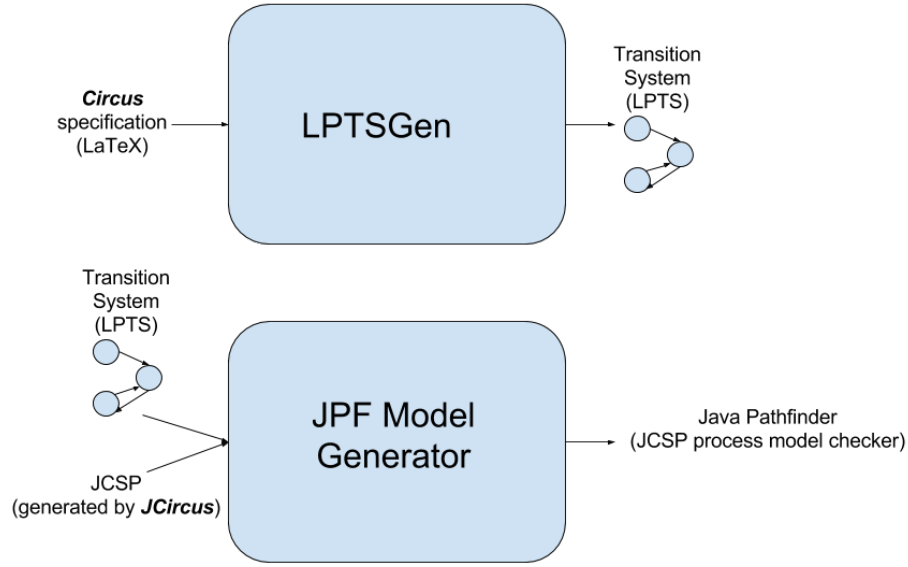 Circus
specification
(LaTeX)
LPTSGen
Transition
System
(LPTS)
Transition
System
(LPTS)
JCSP
(generated by JCircus)
JPF Model
Generator
Java Pathfinder
(JCSP process model checker)